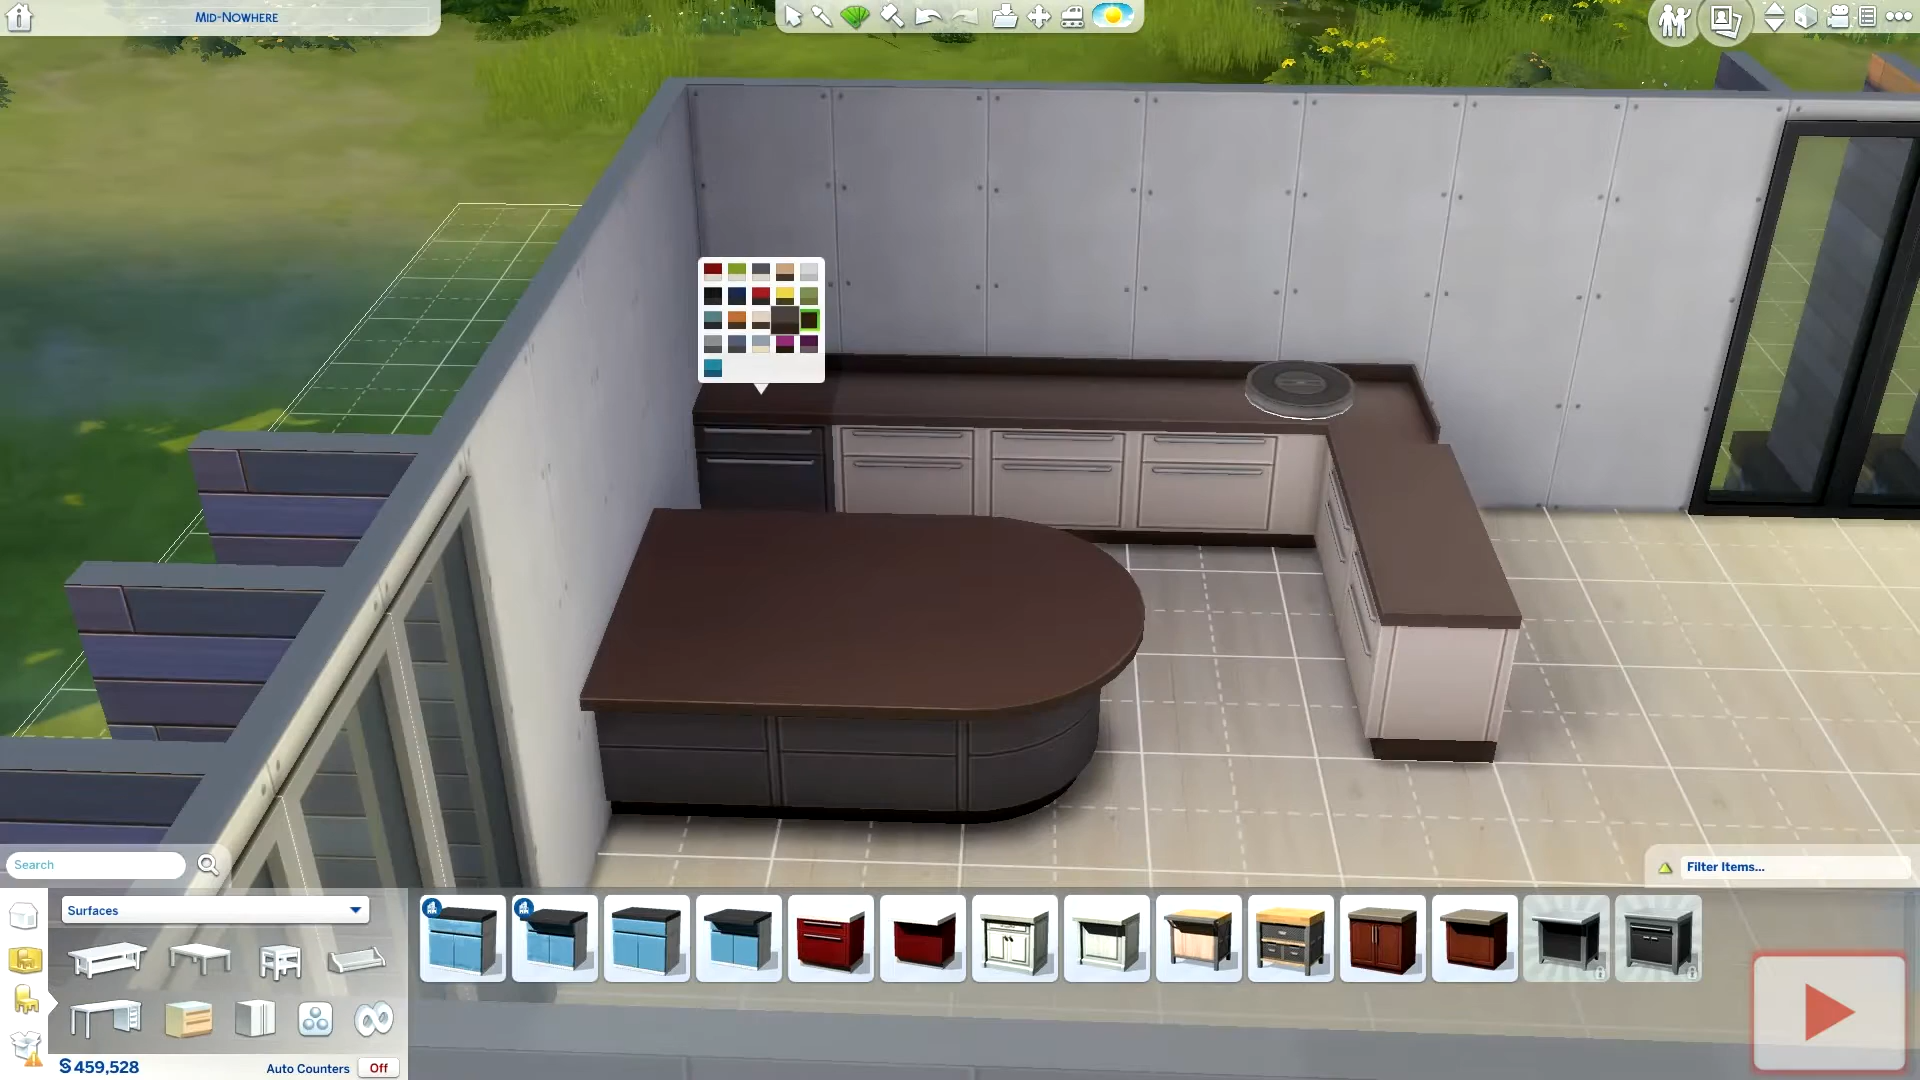 Mid-Nowhere
Search
Filter Items...
Surfaces
§459,528
Auto Counters Off